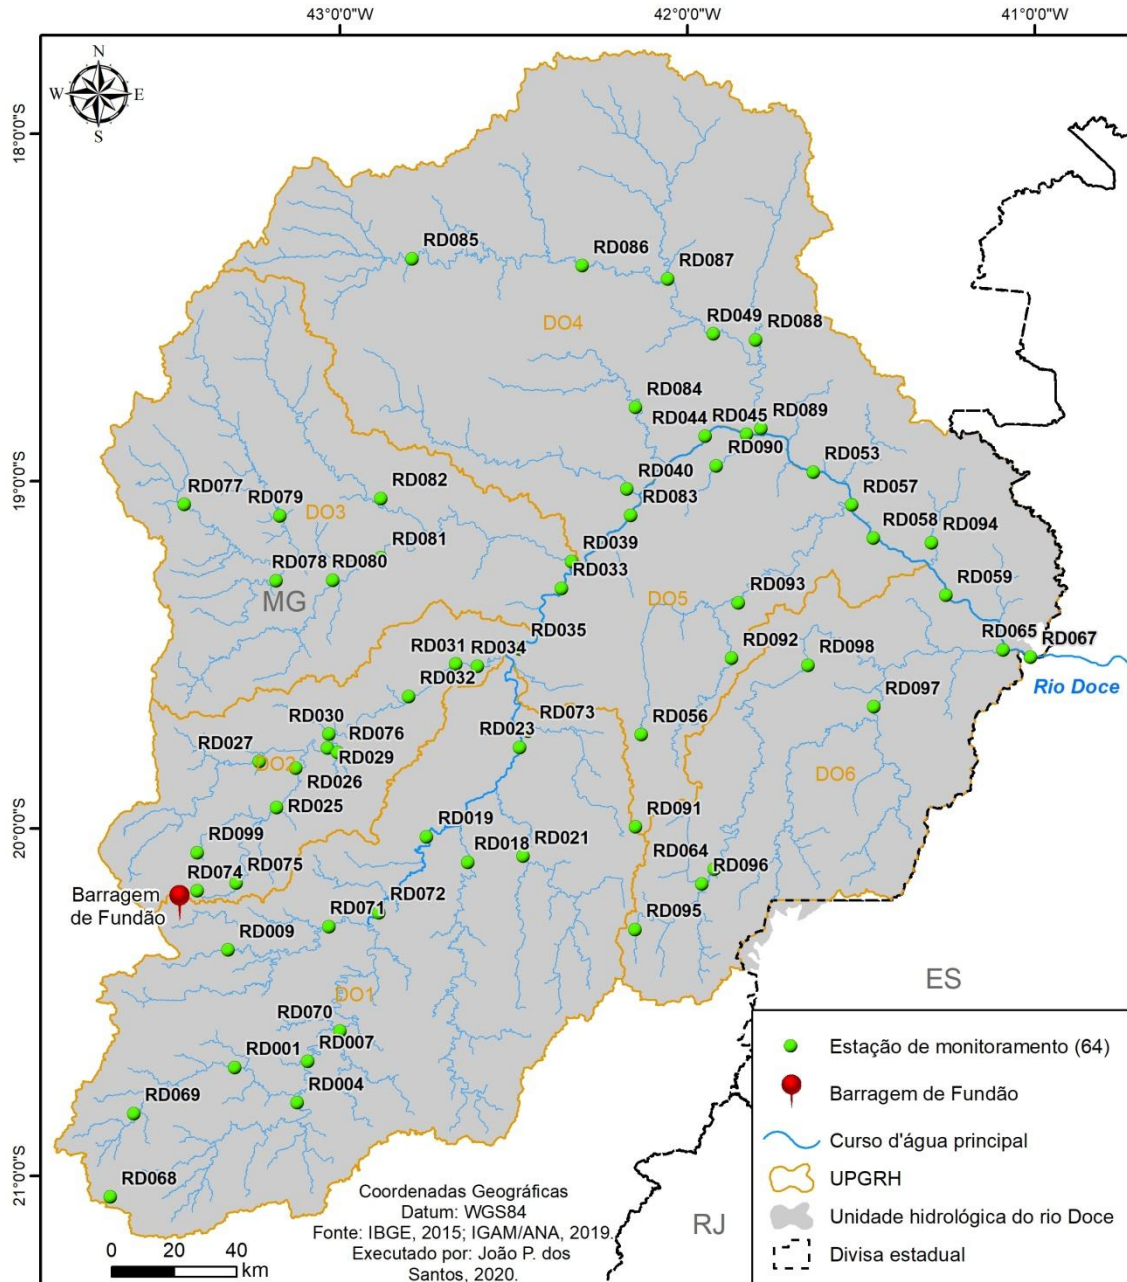 43°0'0"W
42°0'0"W
41°0'0"W
N
W
E
S
18°0'0"S
19°0'0"S
20°0'0"S
21°0'0"S
RD085
RD086
RD087
DO4
RD049
RD088
RD084
RD044
RD045
RD089
RD090
RD040
RD053
RD077
RD079
DO3
RD082
RD083
RD057
RD058
RD094
RD081
RD039
RD078
RD080
RD033
MG
DO5
RD093
RD059
RD035
RD031
RD034
RD092
RD098
RD065
RD067
RD032
Rio Doce
RD030
RD076
RD073
RD023
RD097
RD056
RD027
DO2
RD029
RD026
DO6
RD025
RD019
RD091
RD099
RD018
RD021
RD064
RD074
RD075
RD096
Barragem
de Fundão
RD072
RD071
RD095
RD009
ES
DO1
RD070
RD007
RD001
RD004
RD069
RD068
RJ
Coordenadas Geográficas
Datum: WGS84
Fonte: IBGE, 2015; IGAM/ANA, 2019.
Executado por: João P. dos
Santos, 2020.
0 20 40
km
Estação de monitoramento (64)
Barragem de Fundão
Curso d'água principal
UPGRH
Unidade hidrológica do rio Doce
Divisa estadual